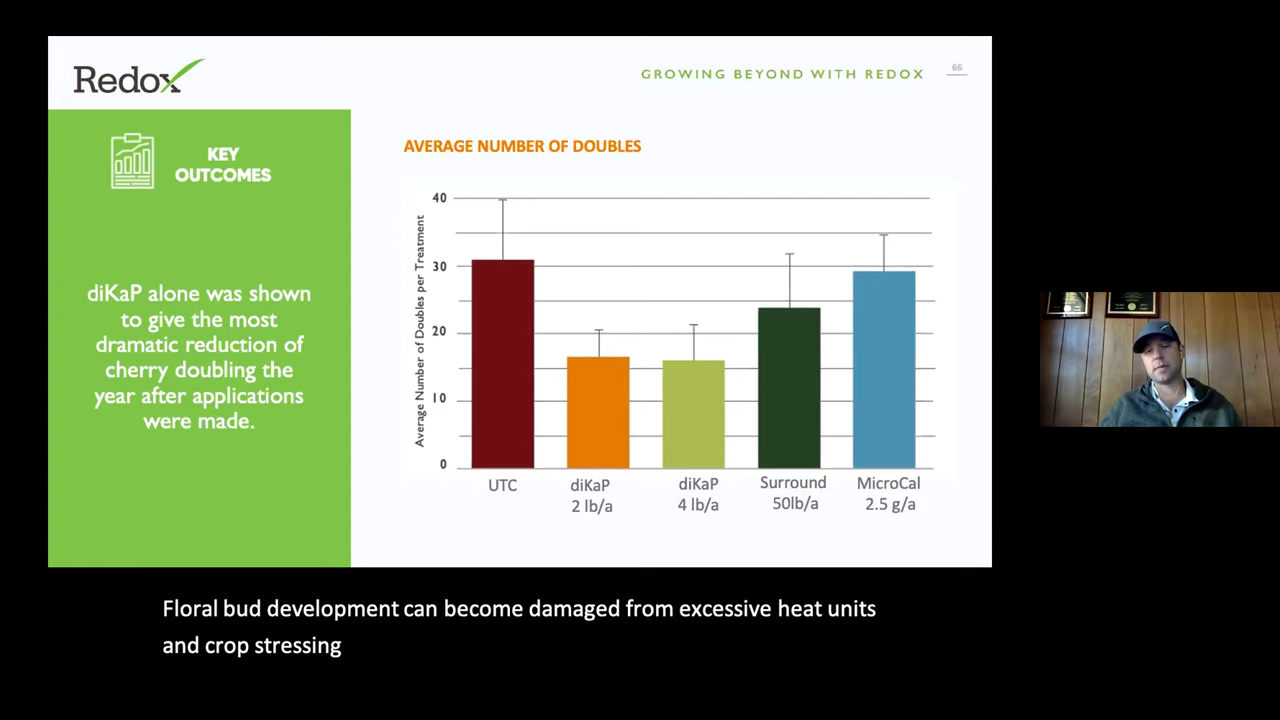 Redox
GROWING BEYOND WITH REDOX
66
KEY
OUTCOMES
diKaP alone was shown
to give the most
dramatic reduction of
cherry doubling the
year after applications
were made.
AVERAGE NUMBER OF DOUBLES
Average Number of Doubles per Treatment
40
30
20
10
0
UTC
diKaP
2 lb/a
diKaP
4 lb/a
Surround
50lb/a
MicroCal
2.5 g/a
Floral bud development can become damaged from excessive heat units
and crop stressing